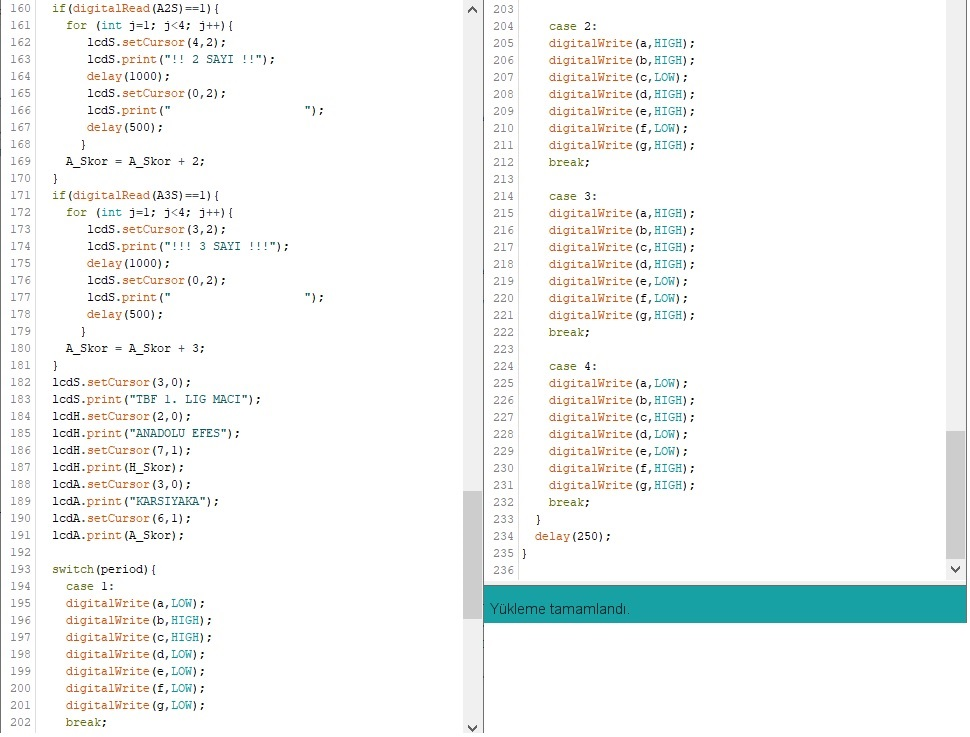 160 if(digitalRead(A2S)==1){
161 for (int j=1; j<4; j++){
162 lcdS.setCursor(4,2);
163 lcdS.print("!! 2 SAYI !!");
164 delay(1000);
165 lcdS.setCursor(0,2);
166 lcdS.print("                   ");
167 delay(500);
168 }
169 A_Skor = A_Skor + 2;
170 }
171 if(digitalRead(A3S)==1){
172 for (int j=1; j<4; j++){
173 lcdS.setCursor(3,2);
174 lcdS.print("!!! 3 SAYI !!!");
175 delay(1000);
176 lcdS.setCursor(0,2);
177 lcdS.print("                   ");
178 delay(500);
179 }
180 A_Skor = A_Skor + 3;
181 }
182 lcdS.setCursor(3,0);
183 lcdS.print("TBF 1. LIG MACI");
184 lcdH.setCursor(2,0);
185 lcdH.print("ANADOLU EFES");
186 lcdH.setCursor(7,1);
187 lcdH.print(H_Skor);
188 lcdA.setCursor(3,0);
189 lcdA.print("KARSIYAKA");
190 lcdA.setCursor(6,1);
191 lcdA.print(A_Skor);
192
193 switch(period){
194 case 1:
195 digitalWrite(a,LOW);
196 digitalWrite(b,HIGH);
197 digitalWrite(c,HIGH);
198 digitalWrite(d,LOW);
199 digitalWrite(e,LOW);
200 digitalWrite(f,LOW);
201 digitalWrite(g,LOW);
202 break;
203
204 case 2:
205 digitalWrite(a,HIGH);
206 digitalWrite(b,HIGH);
207 digitalWrite(c,LOW);
208 digitalWrite(d,HIGH);
209 digitalWrite(e,HIGH);
210 digitalWrite(f,LOW);
211 digitalWrite(g,HIGH);
212 break;
213
214 case 3:
215 digitalWrite(a,HIGH);
216 digitalWrite(b,HIGH);
217 digitalWrite(c,HIGH);
218 digitalWrite(d,HIGH);
219 digitalWrite(e,LOW);
220 digitalWrite(f,LOW);
221 digitalWrite(g,HIGH);
222 break;
223
224 case 4:
225 digitalWrite(a,LOW);
226 digitalWrite(b,HIGH);
227 digitalWrite(c,HIGH);
228 digitalWrite(d,LOW);
229 digitalWrite(e,LOW);
230 digitalWrite(f,HIGH);
231 digitalWrite(g,HIGH);
232 break;
233 }
234 delay(250);
235 }
236
Yükleme tamamlandı.